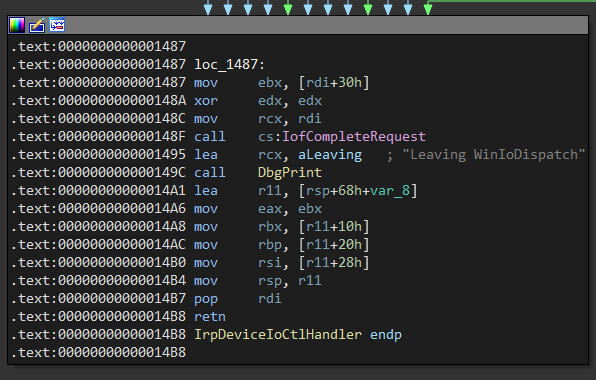 .text:0000000000001487
.text:0000000000001487 loc_1487:
.text:0000000000001487 mov ebx, [rdi+30h]
.text:000000000000148A xor edx, edx
.text:000000000000148C mov rcx, rdi
.text:000000000000148F call cs:IofCompleteRequest
.text:0000000000001495 lea rcx, aLeaving ; "Leaving WinIoDispatch"
.text:000000000000149C call DbgPrint
.text:00000000000014A1 lea r11, [rsp+68h+var_8]
.text:00000000000014A6 mov eax, ebx
.text:00000000000014A8 mov rbx, [r11+10h]
.text:00000000000014AC mov rbp, [r11+20h]
.text:00000000000014B0 mov rsi, [r11+28h]
.text:00000000000014B4 mov rsp, r11
.text:00000000000014B7 pop rdi
.text:00000000000014B8 retn
.text:00000000000014B8 IrpDeviceIoCtlHandler endp
.text:00000000000014B8